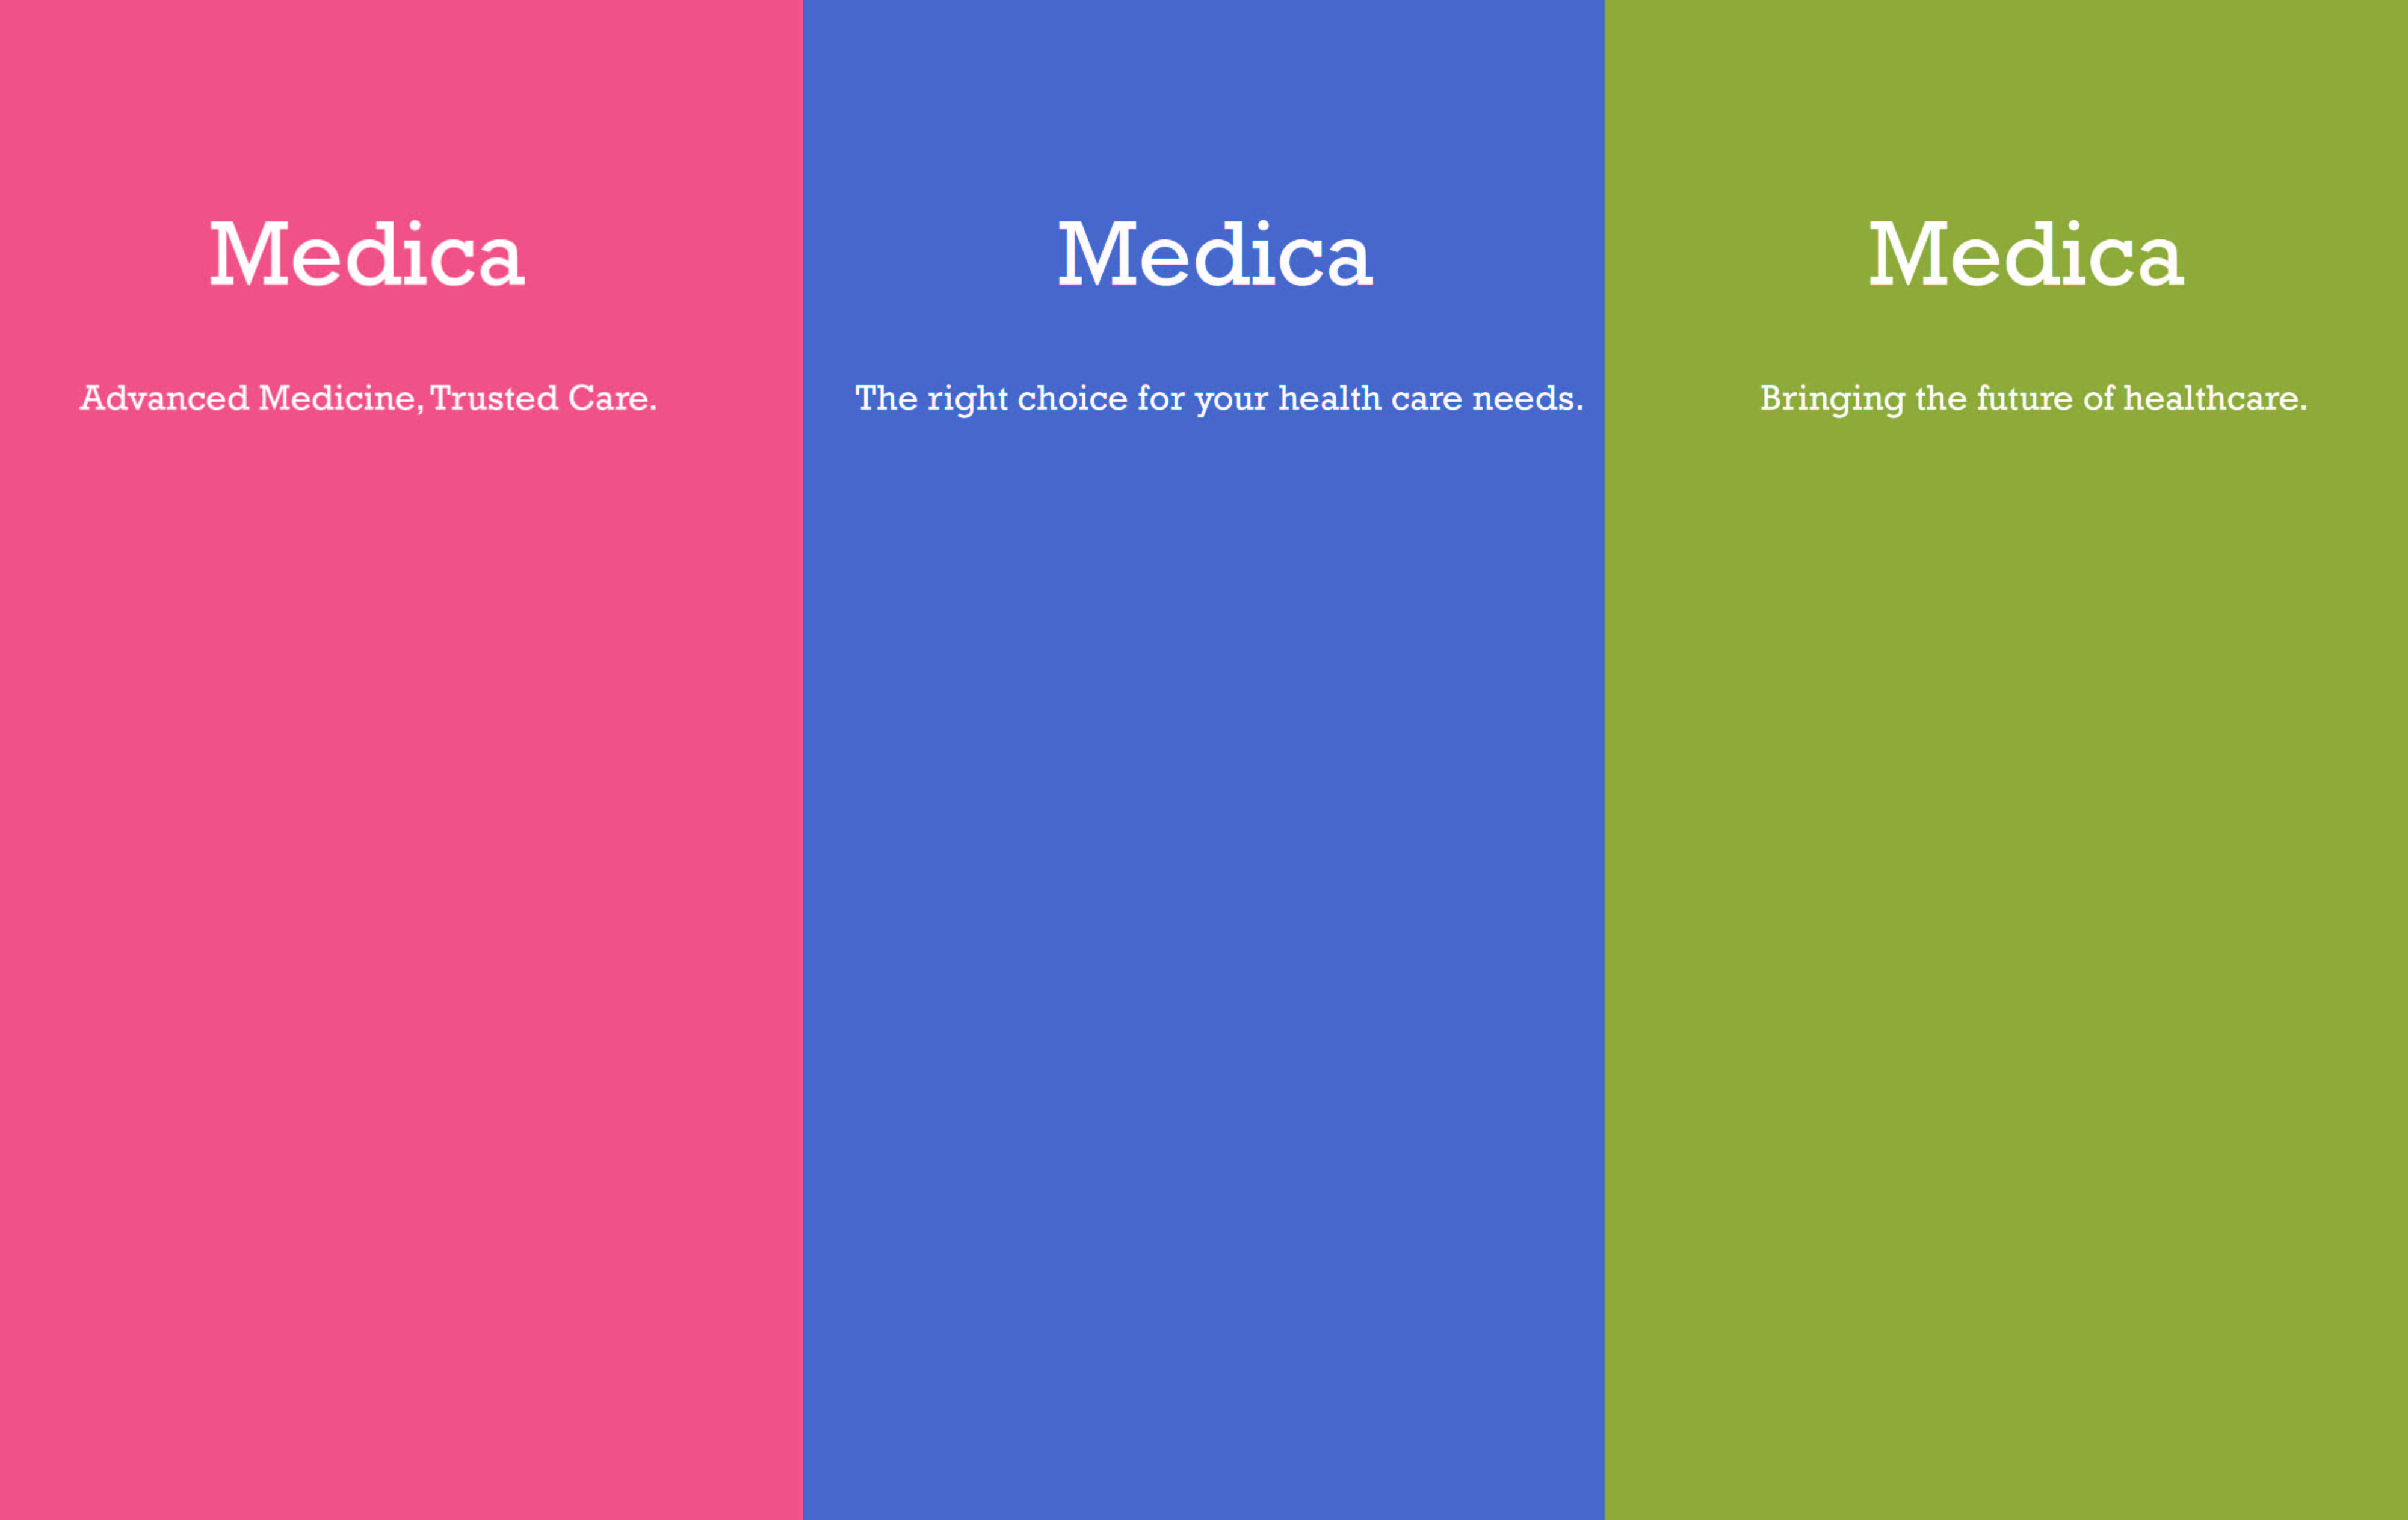 Medica
Advanced Medicine, Trusted Care.
Medica
The right choice for your health care needs.
Medica
Bringing the future of healthcare.